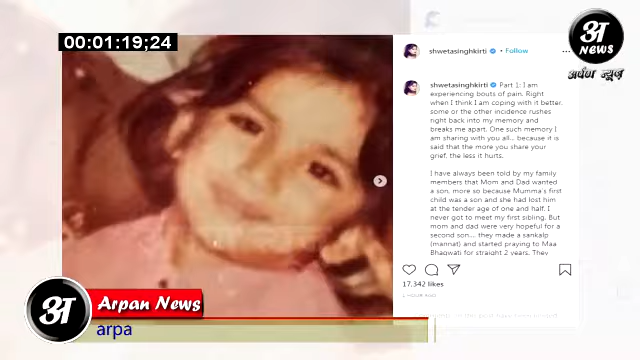 00:01:19;24
अ
NEWS
अर्पण न्यूज़
shwetasinghkirti • Follow
shwetasinghkirti Part 1: I am
experiencing bouts of pain. Right
when I think I am coping with it better.
some or the other incidence rushes
right back into my memory and
breaks me apart. One such memory I
am sharing with you all... because it is
said that the more you share your
grief, the less it hurts.
I have always been told by my family
members that Mom and Dad wanted
a son, more so because Mumma's first
child was a son and she had lost him
at the tender age of one and half. I
never got to meet my first sibling. But
mom and dad were very hopeful for a
second son.... they made a sankalp
(mannat) and started praying to Maa
Bhagwati for straight 2 years. They
17,342 likes
1 HOUR AGO
अ
Arpan News
arpa